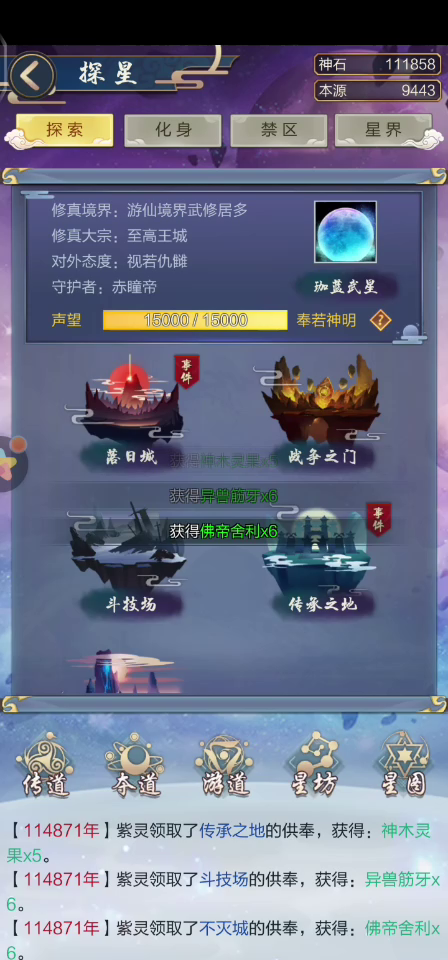 探星
神石 111858
本源 9443
探索 化身 禁区 星界
修真境界：游仙境界武修居多
修真大宗：至高王城
对外态度：视若仇雠
守护者：赤瞳帝
珈蓝武星
声望 15000 / 15000 奉若神明 ?
事件
落日城 战争之门
获得神木灵果x5
获得异兽筋牙x6
事件
获得佛帝舍利x6
斗技场 传承之地
传道 夺道 游道 星坊 星图
【114871年】紫灵领取了传承之地的供奉，获得：神木灵
果x5。
【114871年】紫灵领取了斗技场的供奉，获得：异兽筋牙x
6。
【114871年】紫灵领取了不灭城的供奉，获得：佛帝舍利x
6。